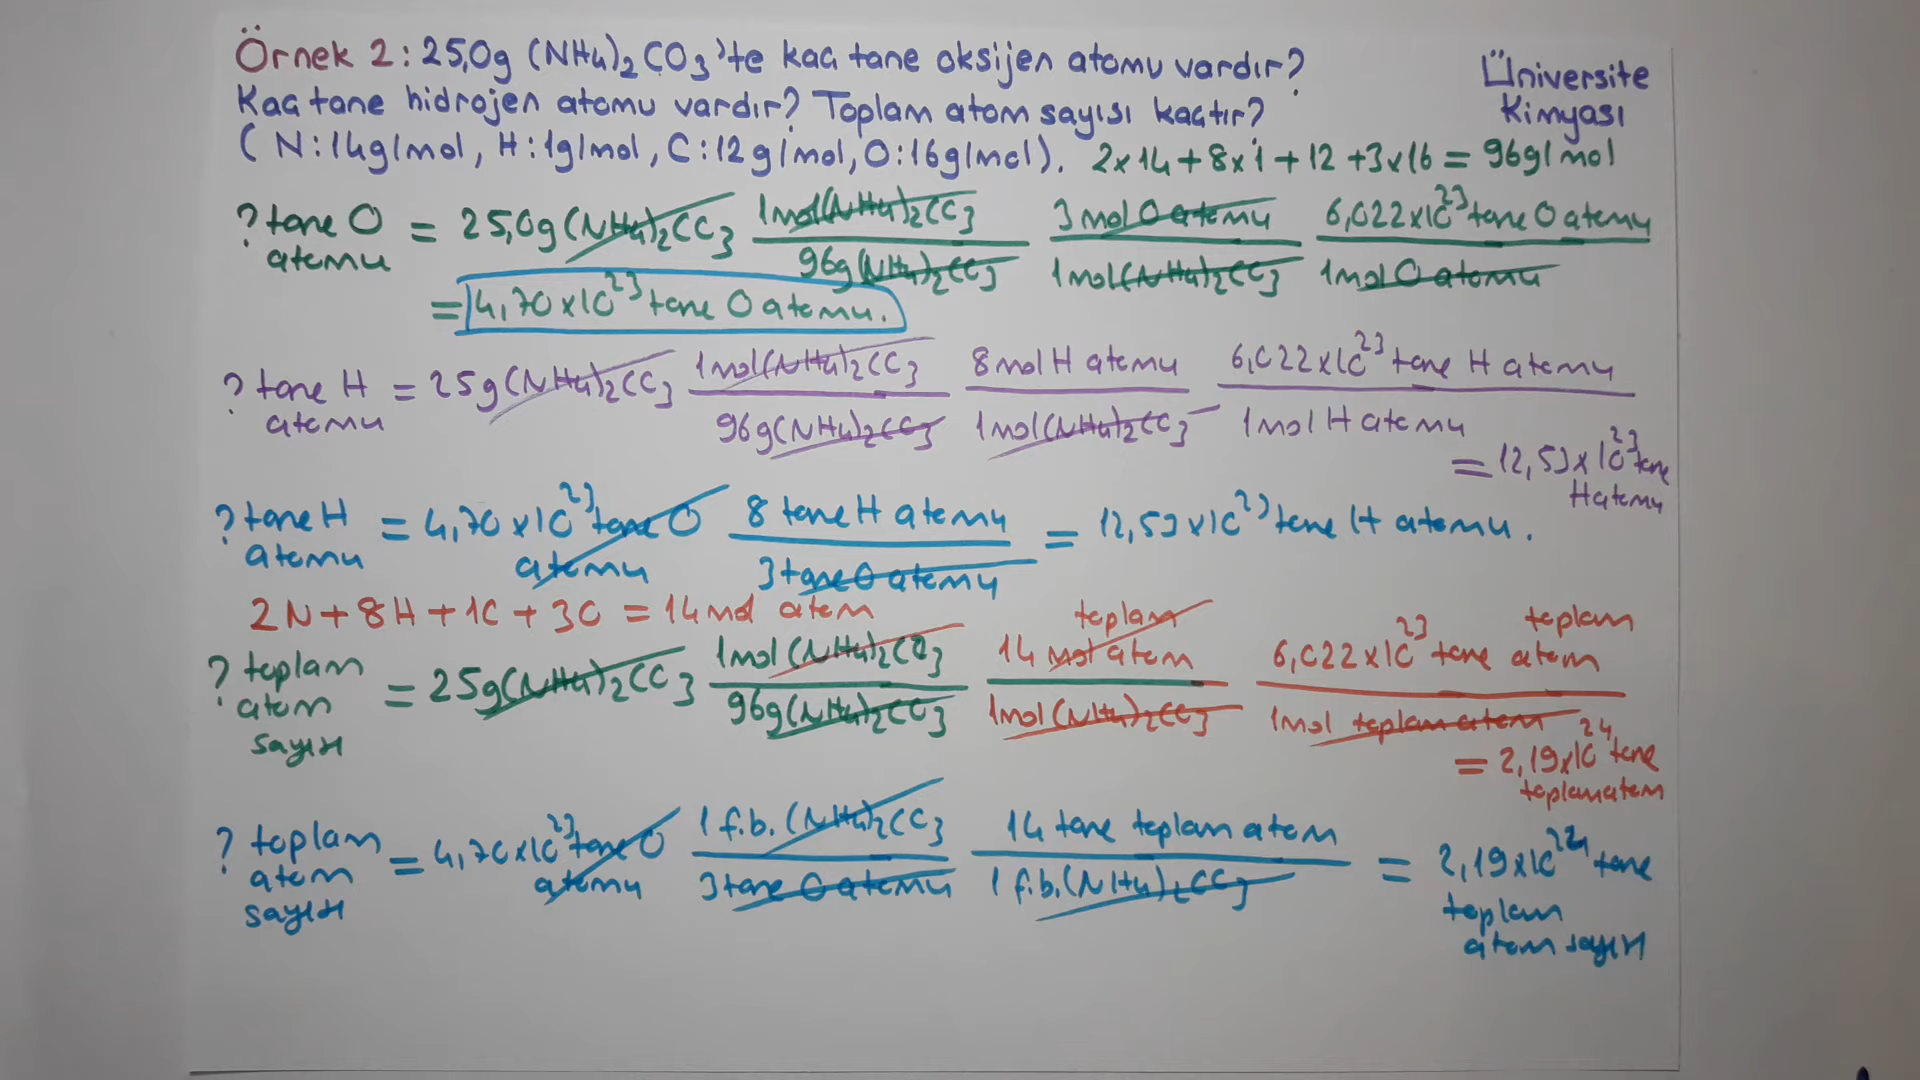 Örnek 2: 25,0g (NH4)2CO3'te kaç tane oksijen atomu vardır?
Kaç tane hidrojen atomu vardır? Toplam atom sayısı kaçtır?
(N:14g/mol, H:1g/mol, C:12g/mol, O:16g/mol). 2x14+8x1+12+3x16=96g/mol
Üniversite
Kimyası
? tane O atomu = 25,0g(NH4)2CO3 1mol(NH4)2CO3 / 96g(NH4)2CO3 3mol O atomu / 1mol(NH4)2CO3 6,022x10^23 tane O atomu / 1mol O atomu
= 4,70x10^23 tane O atomu.
? tane H atomu = 25g(NH4)2CO3 1mol(NH4)2CO3 / 96g(NH4)2CO3 8mol H atomu / 1mol(NH4)2CO3 6,022x10^23 tane H atomu / 1mol H atomu
= 12,53x10^23 tane H atomu
? tane H atomu = 4,70x10^23 tane O atomu 8 tane H atomu / 3 tane O atomu = 12,53x10^23 tane H atomu.
2N+8H+1C+3O = 14 mol atom
? toplam atom sayısı = 25g(NH4)2CO3 1mol(NH4)2CO3 / 96g(NH4)2CO3 14 mol toplam atom / 1mol(NH4)2CO3 6,022x10^23 tane toplam atom / 1mol toplam atom
= 2,19x10^24 tane toplam atom
? toplam atom sayısı = 4,70x10^23 tane O atomu 1 f.b.(NH4)2CO3 / 3 tane O atomu 14 tane toplam atom / 1 f.b.(NH4)2CO3 = 2,19x10^24 tane toplam atom sayısı